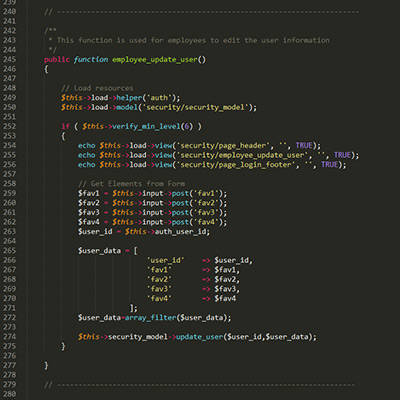 239
240 // ----------------------------------------------------------------------
241
242 /**
243 * This function is used for employees to edit the user information
244 */
245 public function employee_update_user()
246 {
247
248 // Load resources
249 $this->load->helper('auth');
250 $this->load->model('security/security_model');
251
252 if ( $this->verify_min_level(6) )
253 {
254 echo $this->load->view('security/page_header', '', TRUE);
255 echo $this->load->view('security/employee_update_user', '', TRUE);
256 echo $this->load->view('security/page_login_footer', '', TRUE);
257
258 // Get Elements from Form
259 $fav1 = $this->input->post('fav1');
260 $fav2 = $this->input->post('fav2');
261 $fav3 = $this->input->post('fav3');
262 $fav4 = $this->input->post('fav4');
263 $user_id = $this->auth_user_id;
264
265 $user_data = [
266 'user_id' => $user_id,
267 'fav1' => $fav1,
268 'fav2' => $fav2,
269 'fav3' => $fav3,
270 'fav4' => $fav4
271 ];
272 $user_data=array_filter($user_data);
273
274 $this->security_model->update_user($user_id,$user_data);
275 }
276
277 }
278
279 // ----------------------------------------------------------------------
280